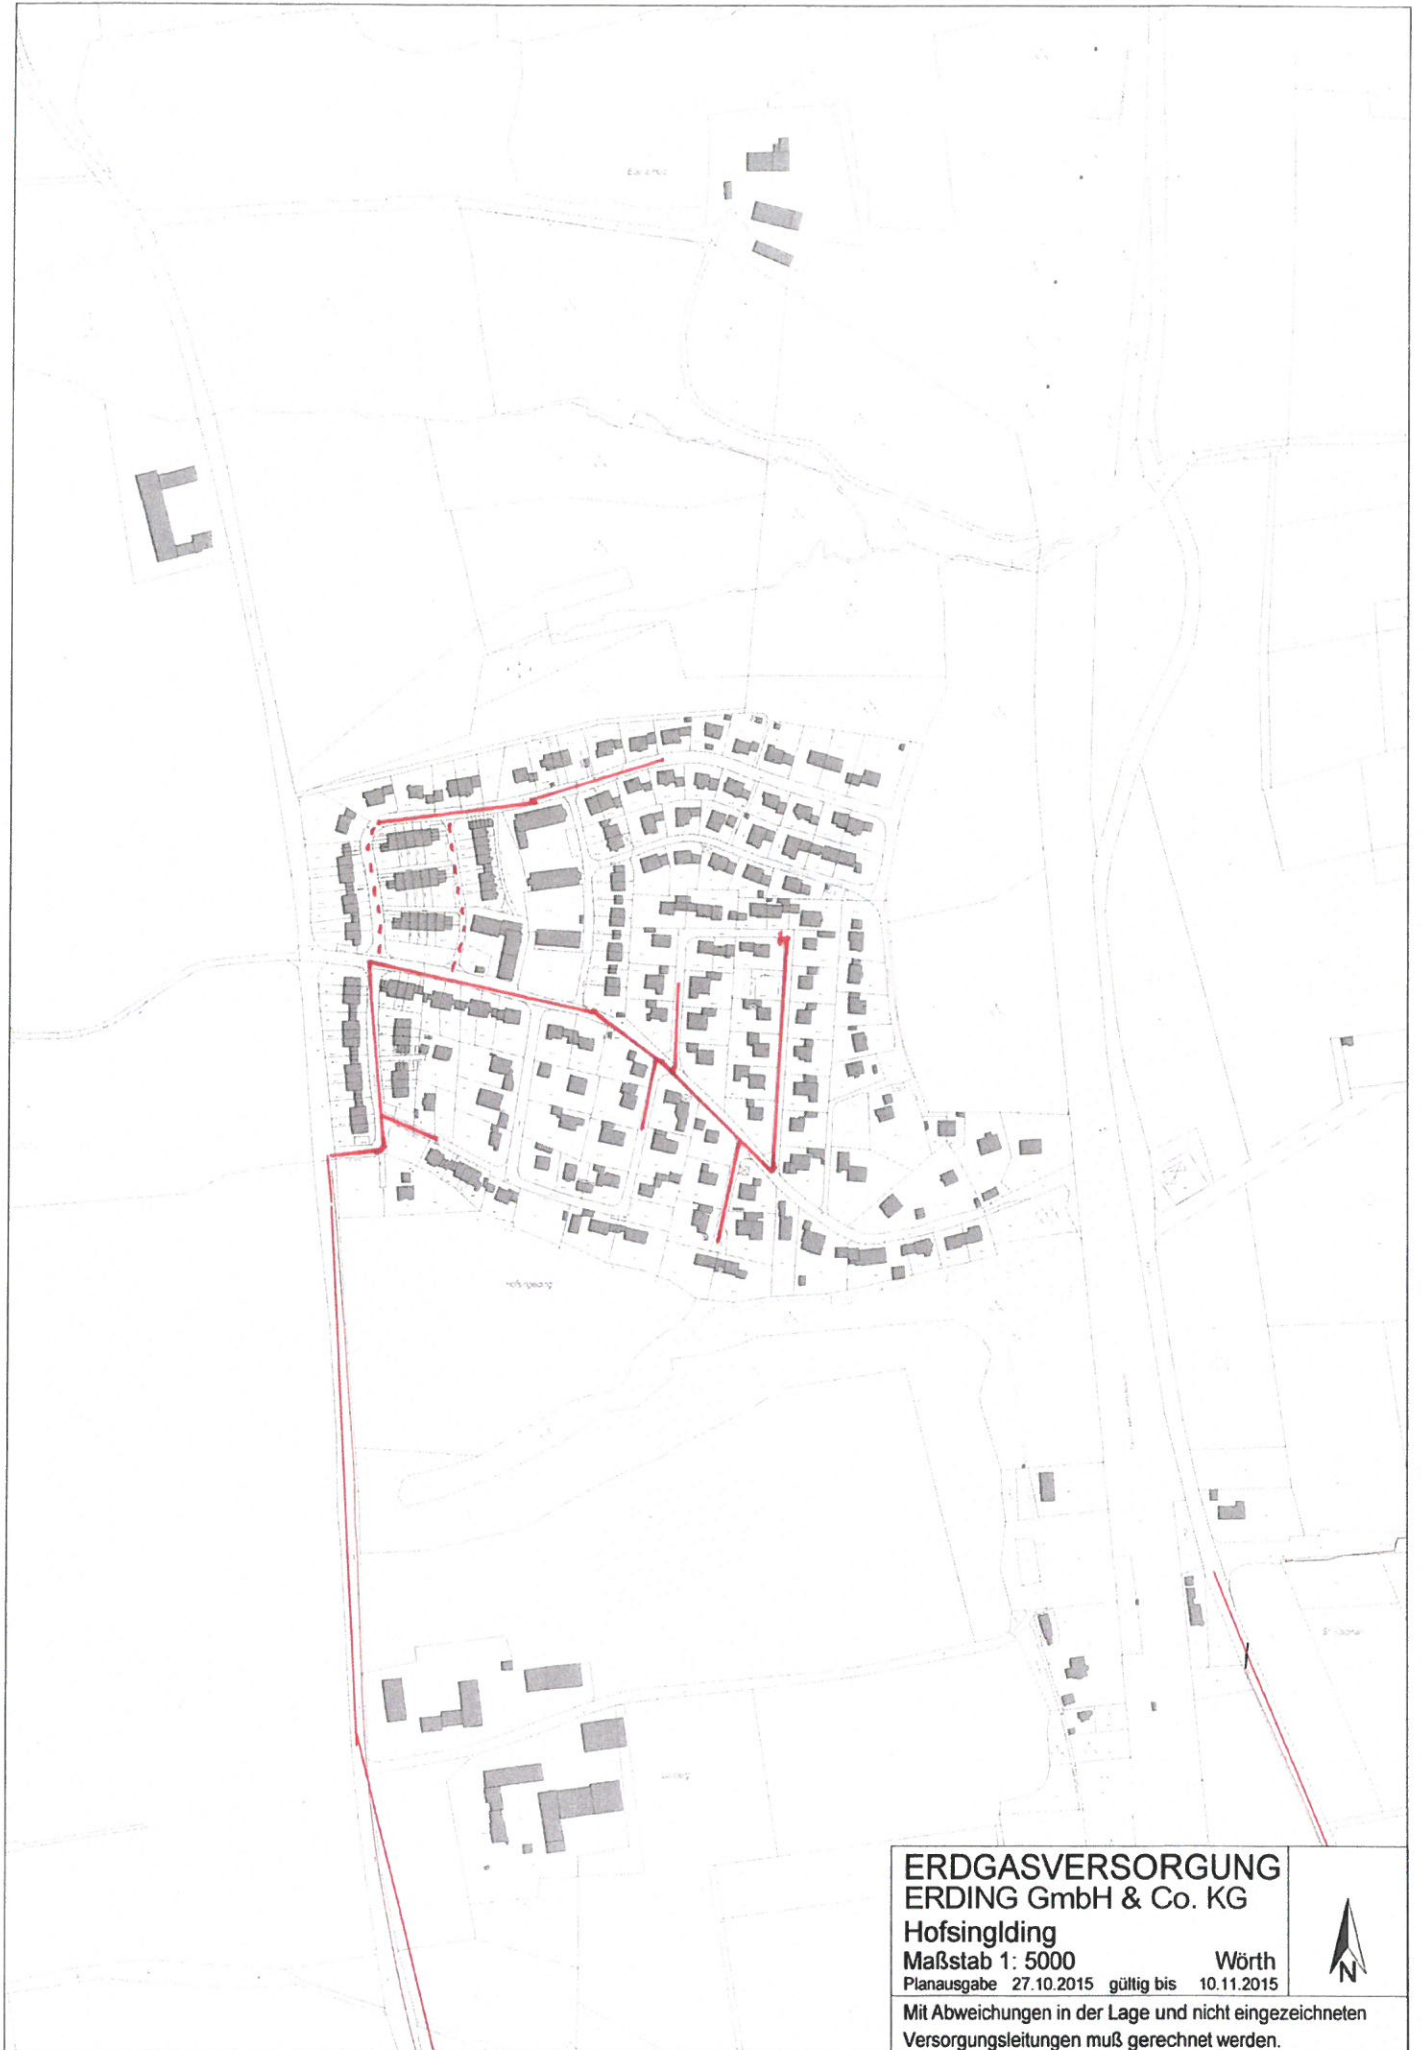 ERDGASVERSORGUNG
ERDING GmbH & Co. KG
Hofsinglding
Maßstab 1: 5000 Wörth
Planausgabe 27.10.2015 gültig bis 10.11.2015
N
Mit Abweichungen in der Lage und nicht eingezeichneten
Versorgungsleitungen muß gerechnet werden.